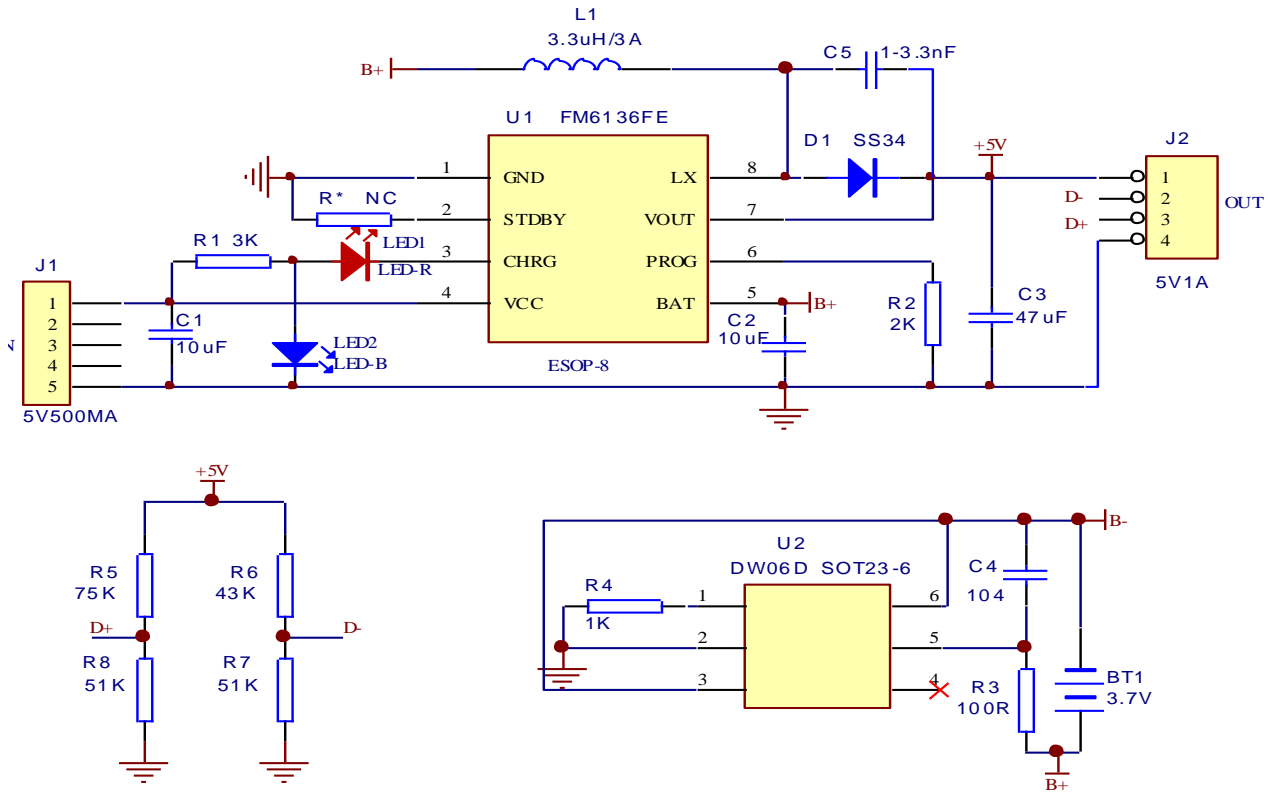 L1
3.3uH/3A
B+
C5 1-3.3nF
U1 FM6136FE
D1 SS34
+5V
J2
1 GND
2 STDBY
3 CHRG
4 VCC
LX 8
VOUT 7
PROG 6
BAT 5
ESOP-8
R* NC
R1 3K
LED1
LED-R
J1
1
2
3
4
5
5V500MA
C1
10uF
LED2
LED-B
C2
10uF
B+
R2
2K
C3
47uF
D-
D+
1
2
3
4
OUT
5V1A
+5V
R5
75K
R6
43K
D+
D-
R8
51K
R7
51K
B-
U2
DW06D SOT23-6
R4
1K
1
2
3
6
5
4
C4
104
R3
100R
BT1
3.7V
B+